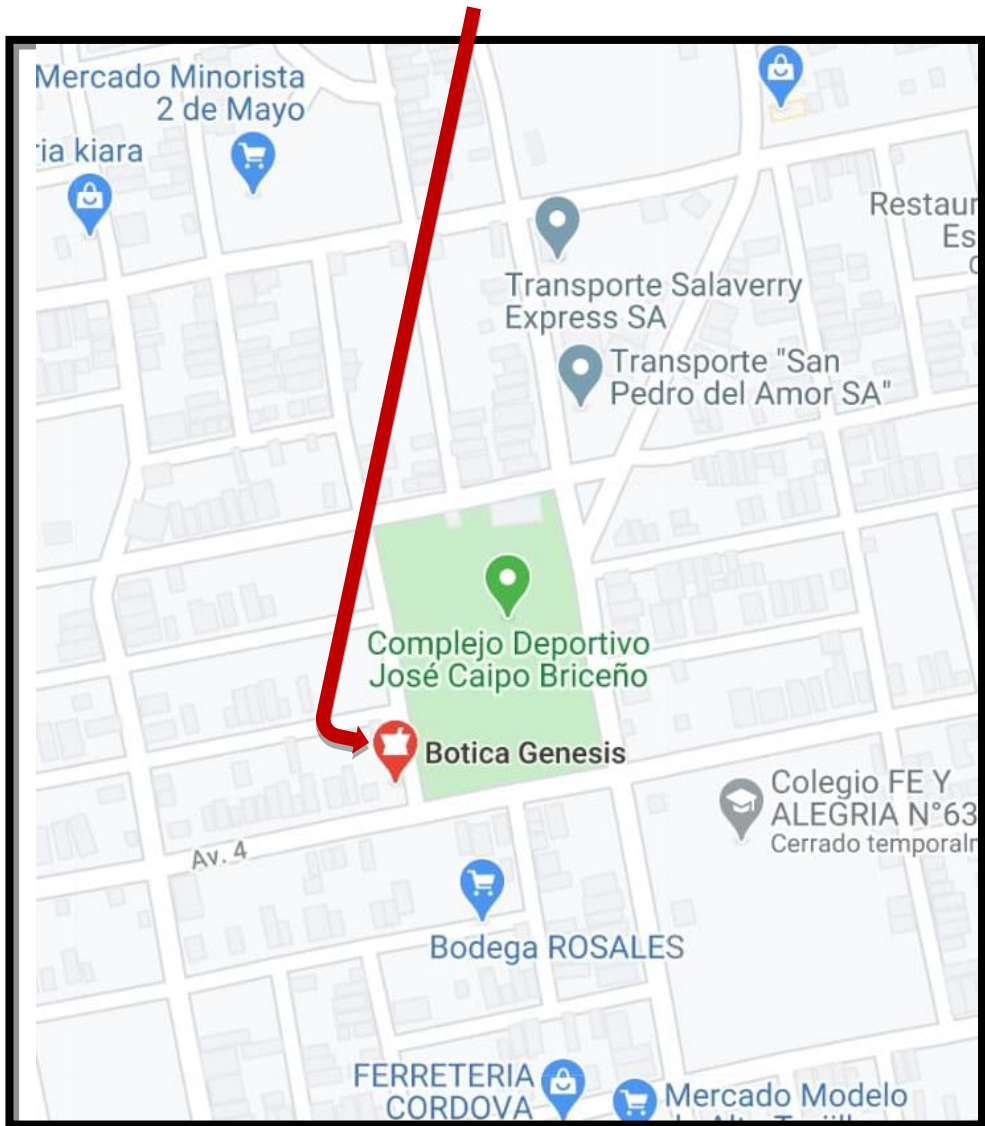 Mercado Minorista
2 de Mayo
ria kiara
Restaur
Es
Transporte Salaverry
Express SA
Transporte "San
Pedro del Amor SA"
Complejo Deportivo
José Caipo Briceño
Botica Genesis
Colegio FE Y
ALEGRIA N°63
Cerrado temporalr
Av. 4
Bodega ROSALES
FERRETERIA
CORDOVA
Mercado Modelo